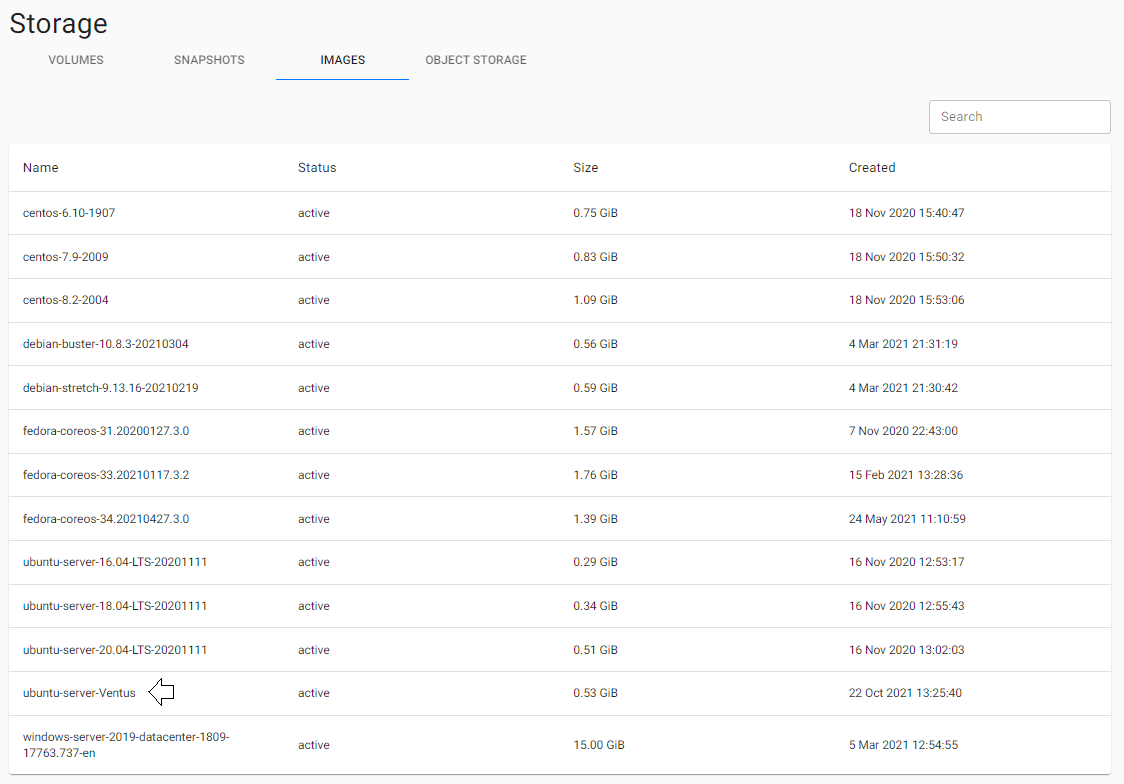 Storage
VOLUMES SNAPSHOTS IMAGES OBJECT STORAGE
Search
Name Status Size Created
centos-6.10-1907 active 0.75 GiB 18 Nov 2020 15:40:47
centos-7.9-2009 active 0.83 GiB 18 Nov 2020 15:50:32
centos-8.2-2004 active 1.09 GiB 18 Nov 2020 15:53:06
debian-buster-10.8.3-20210304 active 0.56 GiB 4 Mar 2021 21:31:19
debian-stretch-9.13.16-20210219 active 0.59 GiB 4 Mar 2021 21:30:42
fedora-coreos-31.20200127.3.0 active 1.57 GiB 7 Nov 2020 22:43:00
fedora-coreos-33.20210117.3.2 active 1.76 GiB 15 Feb 2021 13:28:36
fedora-coreos-34.20210427.3.0 active 1.39 GiB 24 May 2021 11:10:59
ubuntu-server-16.04-LTS-20201111 active 0.29 GiB 16 Nov 2020 12:53:17
ubuntu-server-18.04-LTS-20201111 active 0.34 GiB 16 Nov 2020 12:55:43
ubuntu-server-20.04-LTS-20201111 active 0.51 GiB 16 Nov 2020 13:02:03
ubuntu-server-Ventus active 0.53 GiB 22 Oct 2021 13:25:40
windows-server-2019-datacenter-1809-
17763.737-en active 15.00 GiB 5 Mar 2021 12:54:55